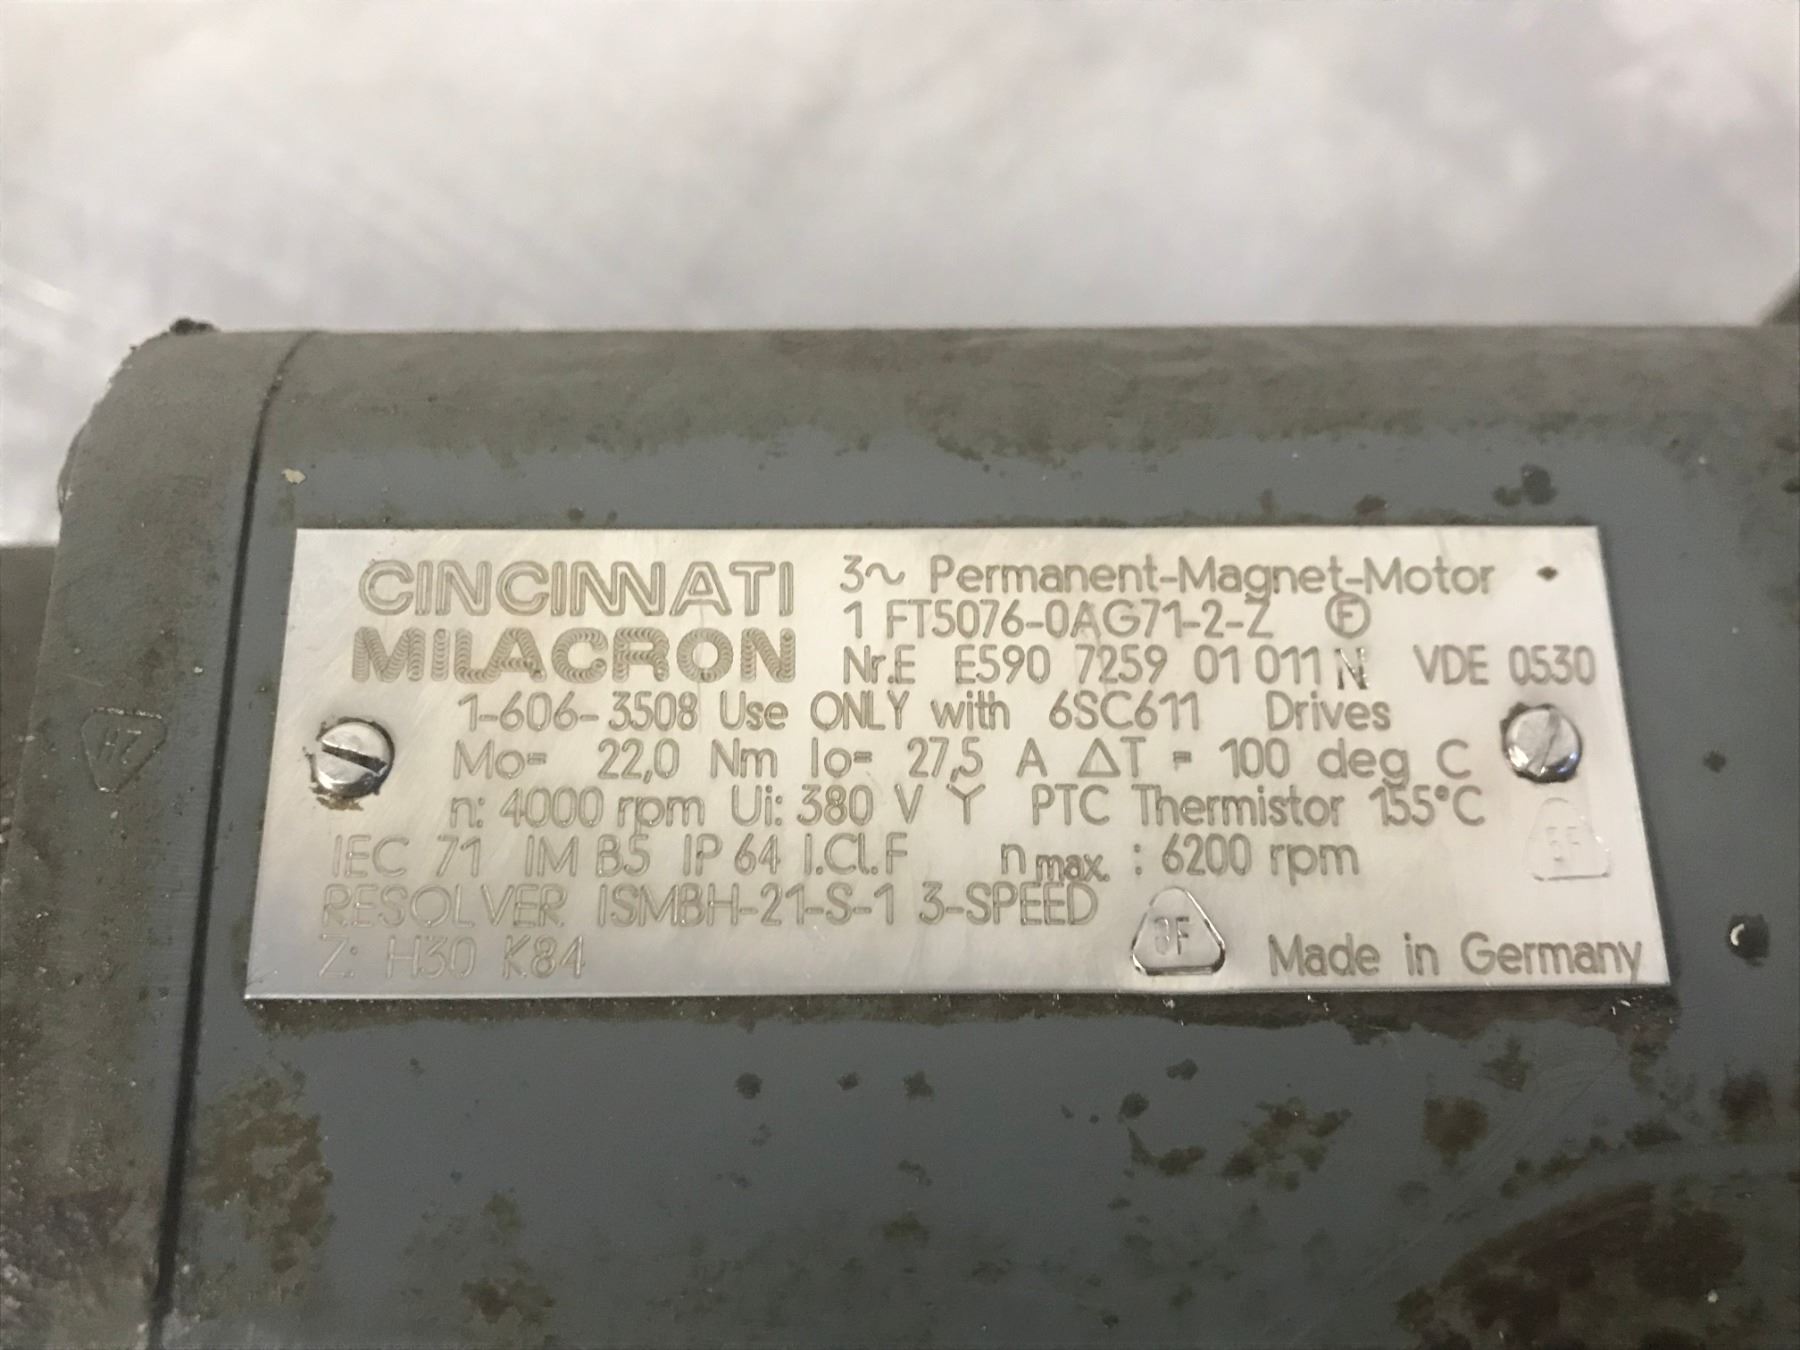 CINCINNATI
MILACRON
3~ Permanent-Magnet-Motor
1 FT5076-0AG71-2-Z F
Nr.E E590 7259 01 011 N VDE 0530
1-606-3508 Use ONLY with 6SC611 Drives
Mo= 22,0 Nm Io= 27,5 A ΔT = 100 deg C
n: 4000 rpm Ui: 380 V Y PTC Thermistor 155°C
IEC 71 IM B5 IP 64 I.Cl.F nmax. : 6200 rpm
RESOLVER ISMBH-21-S-1 3-SPEED
Z: H30 K84
Made in Germany